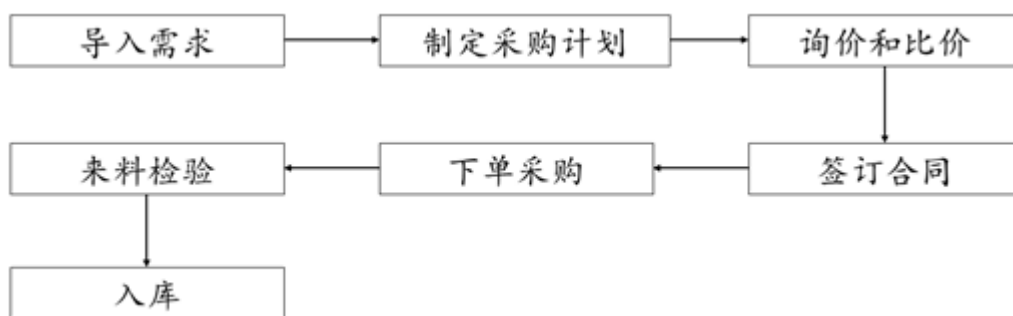 导入需求
制定采购计划
询价和比价
签订合同
下单采购
来料检验
入库